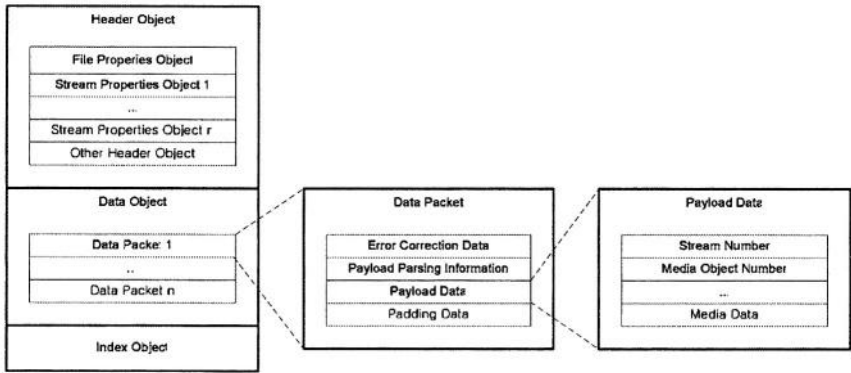 Header Object
File Properies Object
Stream Properties Object 1
...
Stream Properties Object r
Other Header Object
Data Object
Data Packe: 1
..
Data Packet n
Index Object
Data Packet
Error Correction Data
Payload Parsing Information
Payload Data
Padding Data
Payload Data
Stream Number
Media Object Number
...
Media Data